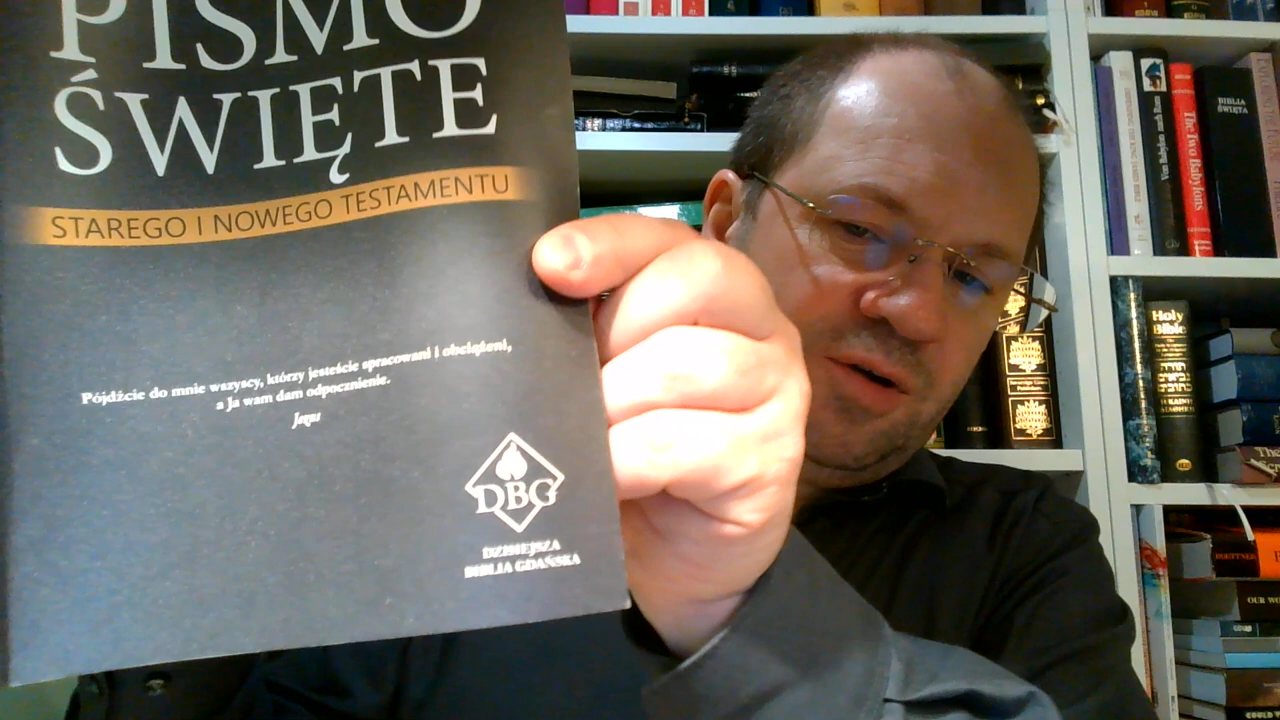 PISMO
ŚWIĘTE
STAREGO I NOWEGO TESTAMENTU
Pójdźcie do mnie wszyscy, którzy jesteście spracowani i obciążeni,
a Ja wam dam odpocznienie.
Jezus
DBG
DZISIEJSZA
BIBLIA GDAŃSKA
The Two Babylons
BIBLIA
ŚWIĘTA
Holy
Bible